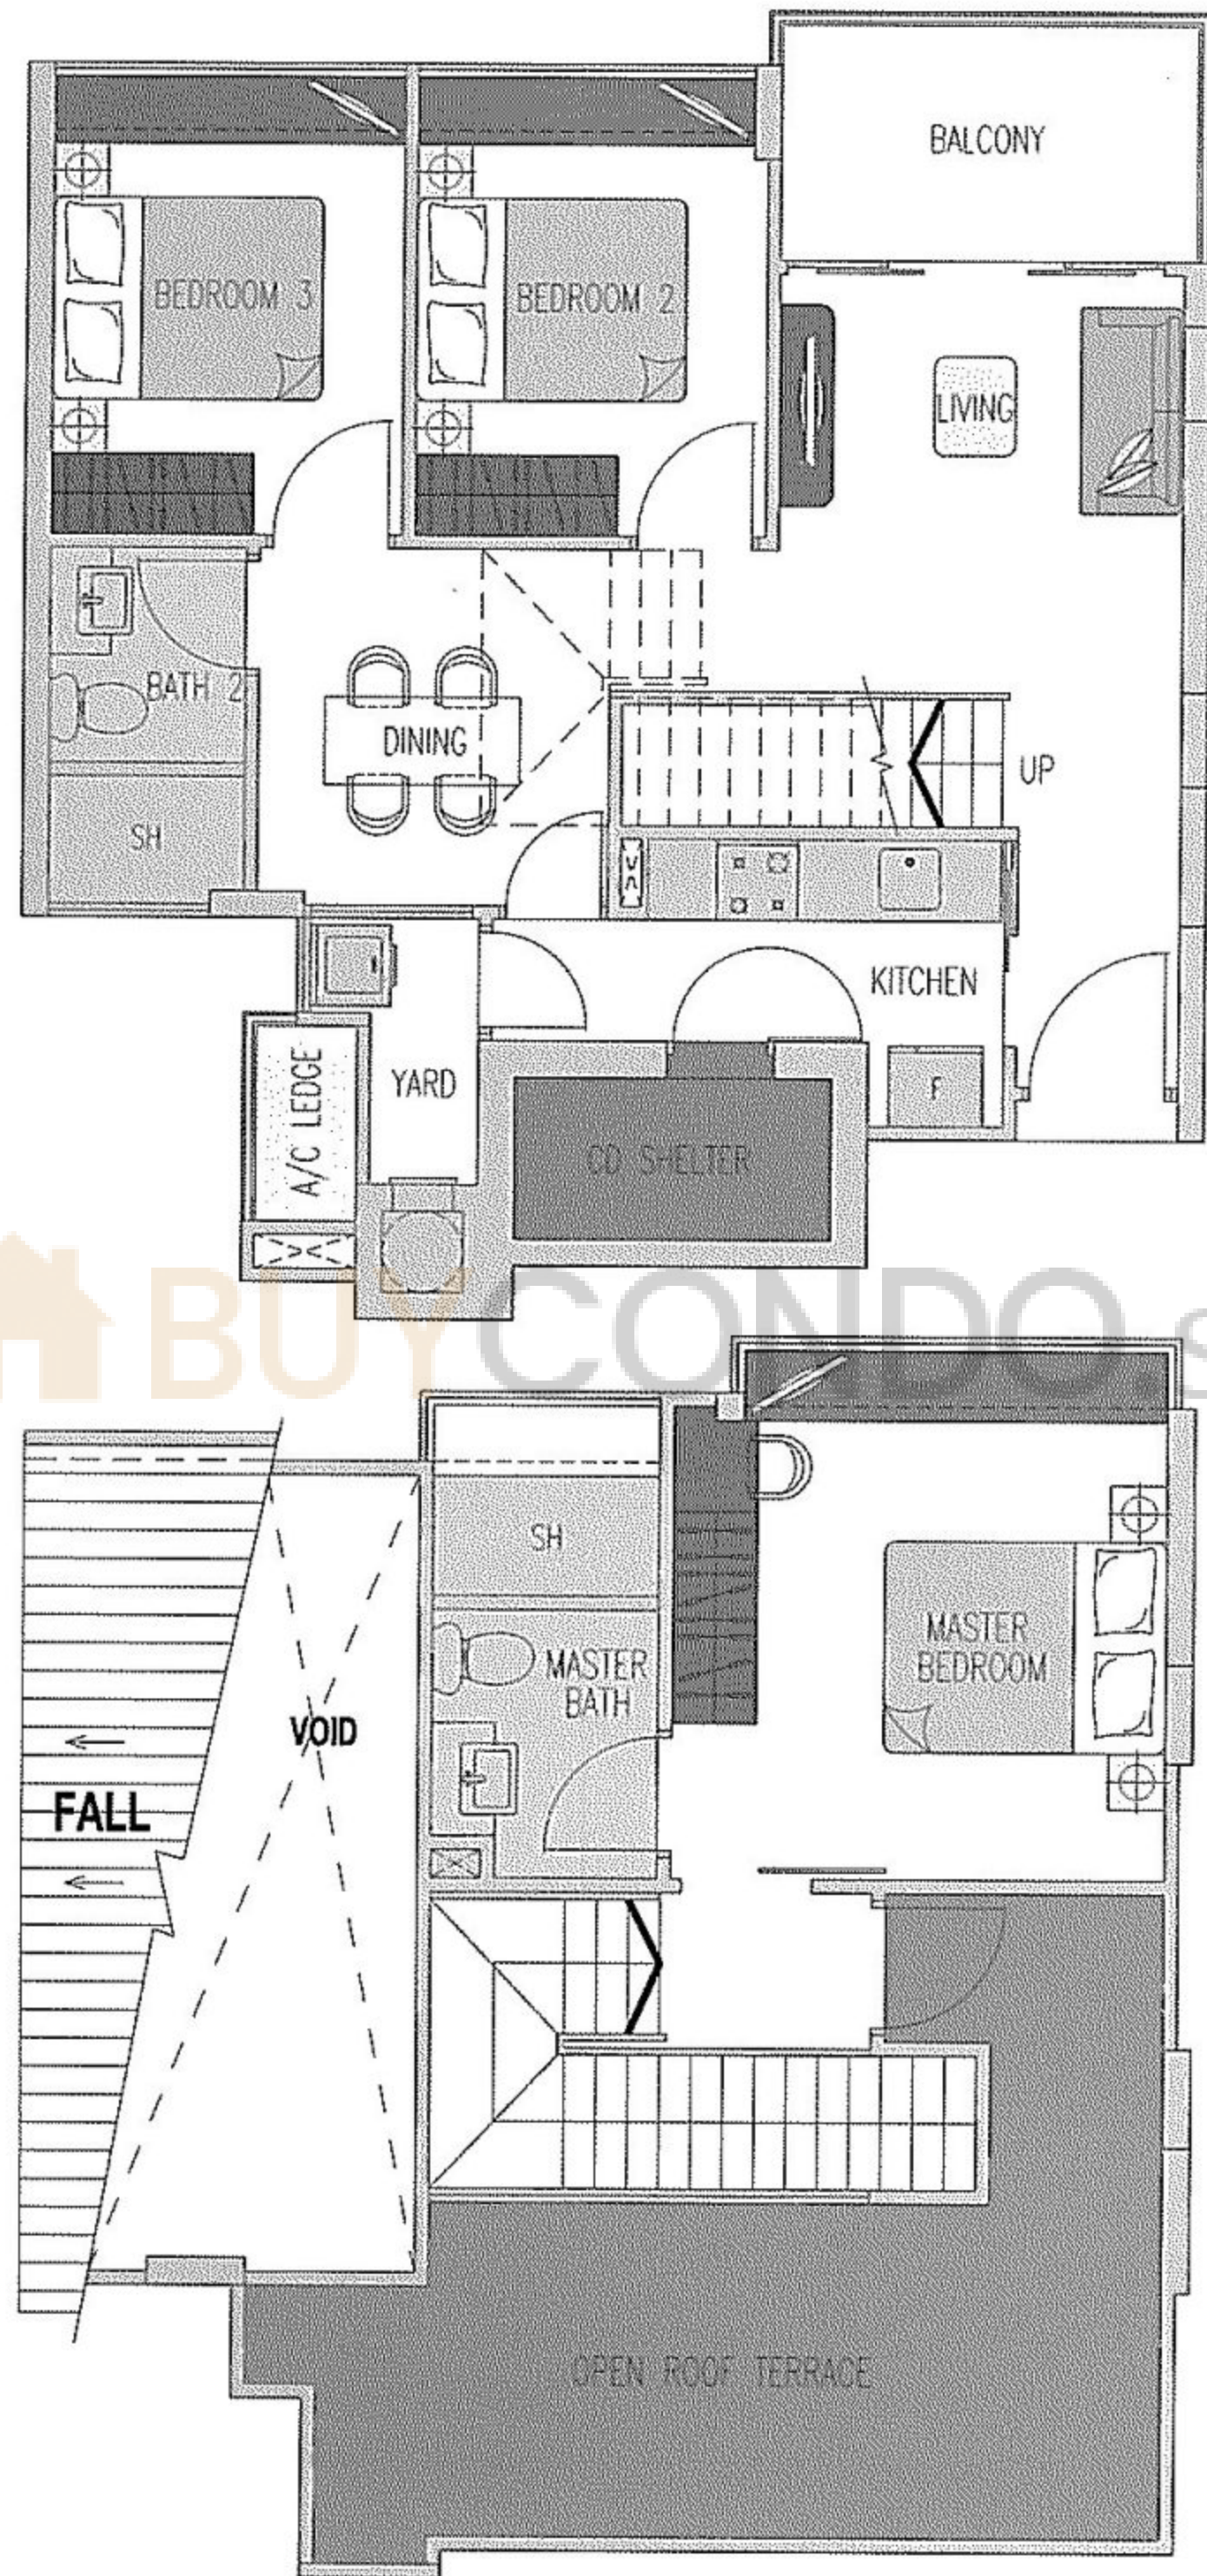 BALCONY
BEDROOM 3
BEDROOM 2
LIVING
BATH 2
DINING
UP
SH
KITCHEN
A/C LEDGE
YARD
F
CD SHELTER
BUYCONDO.S
SH
MASTER
BEDROOM
MASTER
BATH
VOID
FALL
OPEN ROOF TERRACE